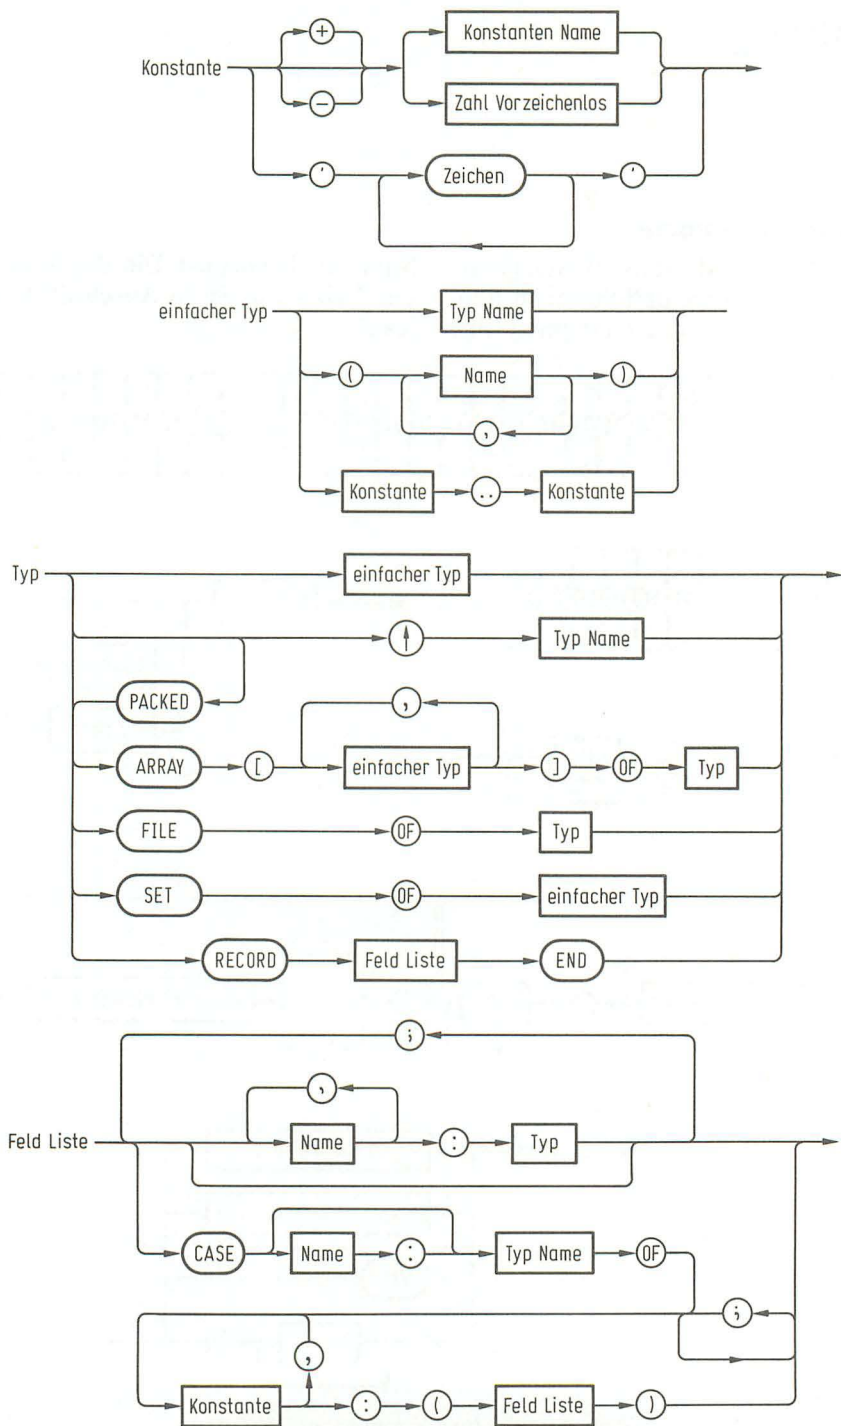 +
Konstanten Name
Konstante
−
Zahl Vorzeichenlos
' Zeichen '
einfacher Typ Typ Name
( Name )
,
Konstante .. Konstante
Typ einfacher Typ
↑ Typ Name
PACKED ,
ARRAY [ einfacher Typ ] OF Typ
FILE OF Typ
SET OF einfacher Typ
RECORD Feld Liste END
;
,
Feld Liste Name : Typ
CASE Name : Typ Name OF
;
,
Konstante : ( Feld Liste )